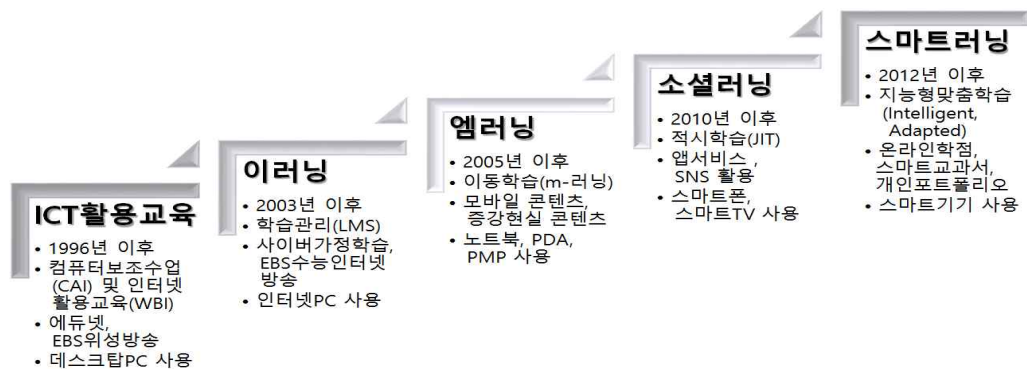 ICT활용교육
• 1996년 이후
• 컴퓨터보조수업
(CAI) 및 인터넷
활용교육(WBI)
• 에듀넷,
EBS위성방송
• 데스크탑PC 사용
이러닝
• 2003년 이후
• 학습관리(LMS)
• 사이버가정학습,
EBS수능인터넷
방송
• 인터넷PC 사용
엠러닝
• 2005년 이후
• 이동학습(m-러닝)
• 모바일 콘텐츠,
증강현실 콘텐츠
• 노트북, PDA,
PMP 사용
소셜러닝
• 2010년 이후
• 적시학습(JIT)
• 앱서비스 ,
SNS 활용
• 스마트폰,
스마트TV 사용
스마트러닝
• 2012년 이후
• 지능형맞춤학습
(Intelligent,
Adapted)
• 온라인학점,
스마트교과서,
개인포트폴리오
• 스마트기기 사용